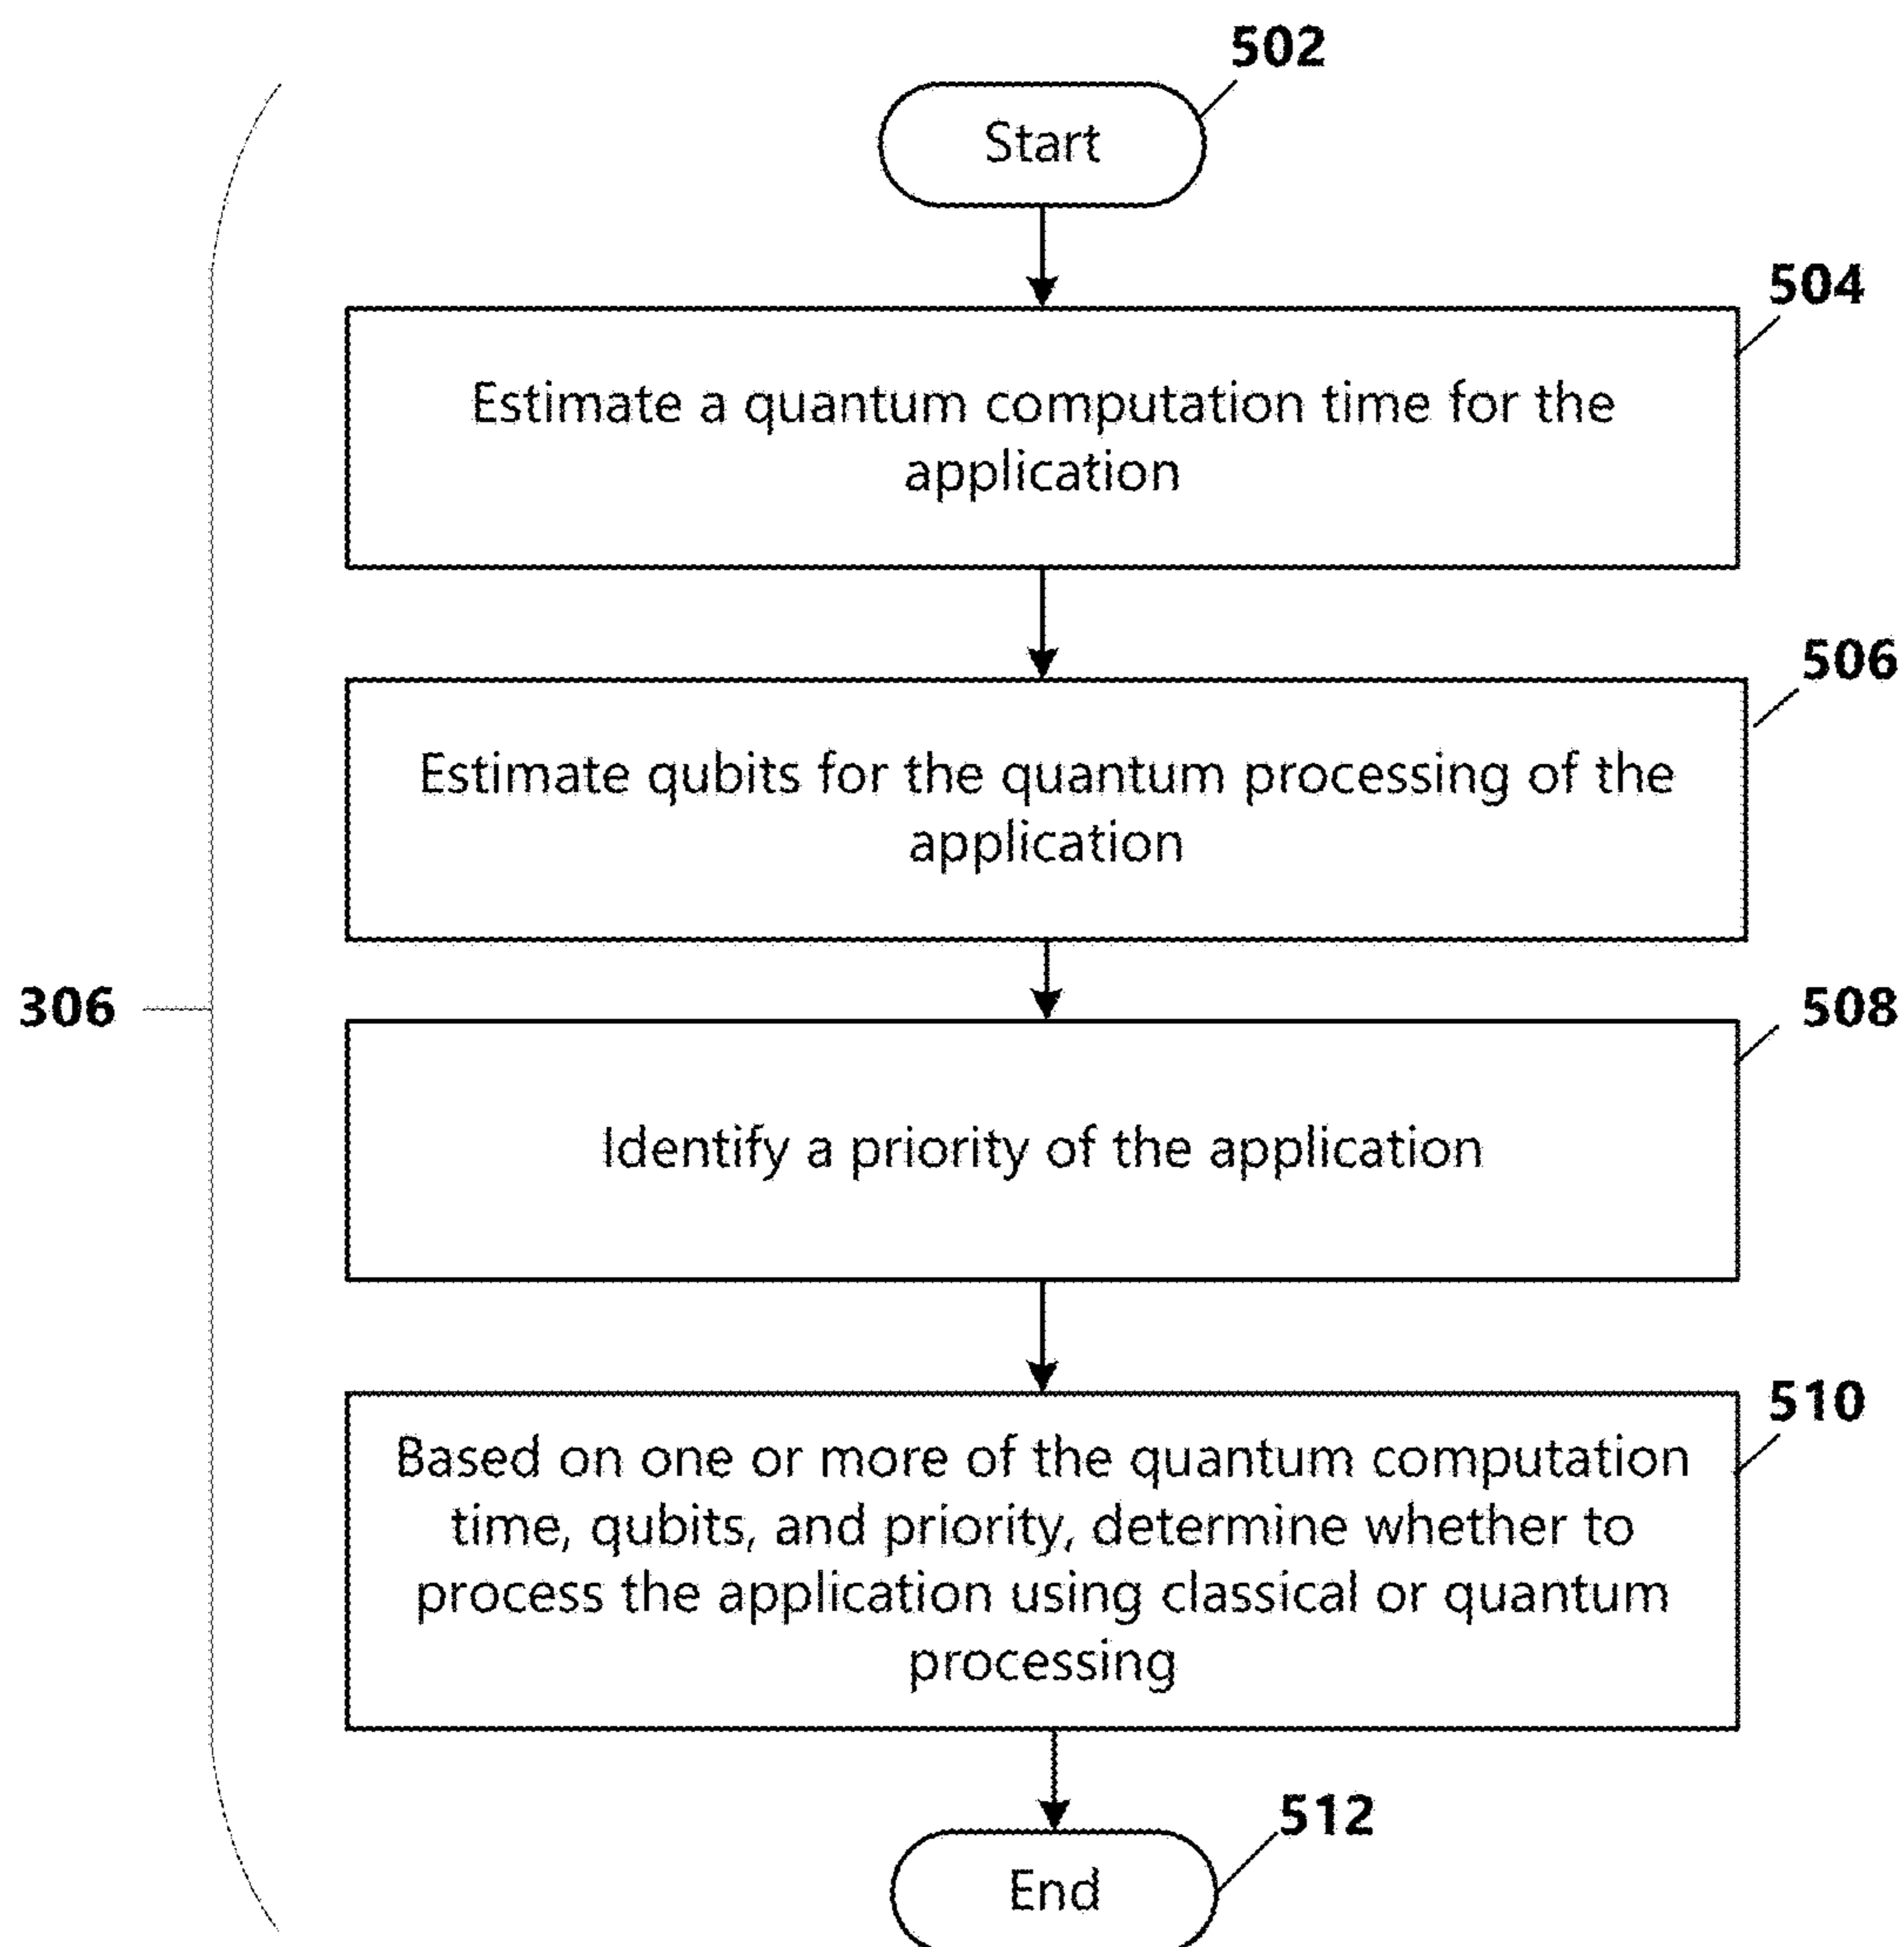 502
Start
504
Estimate a quantum computation time for the
application
506
Estimate qubits for the quantum processing of the
application
306
508
Identify a priority of the application
510
Based on one or more of the quantum computation
time, qubits, and priority, determine whether to
process the application using classical or quantum
processing
512
End